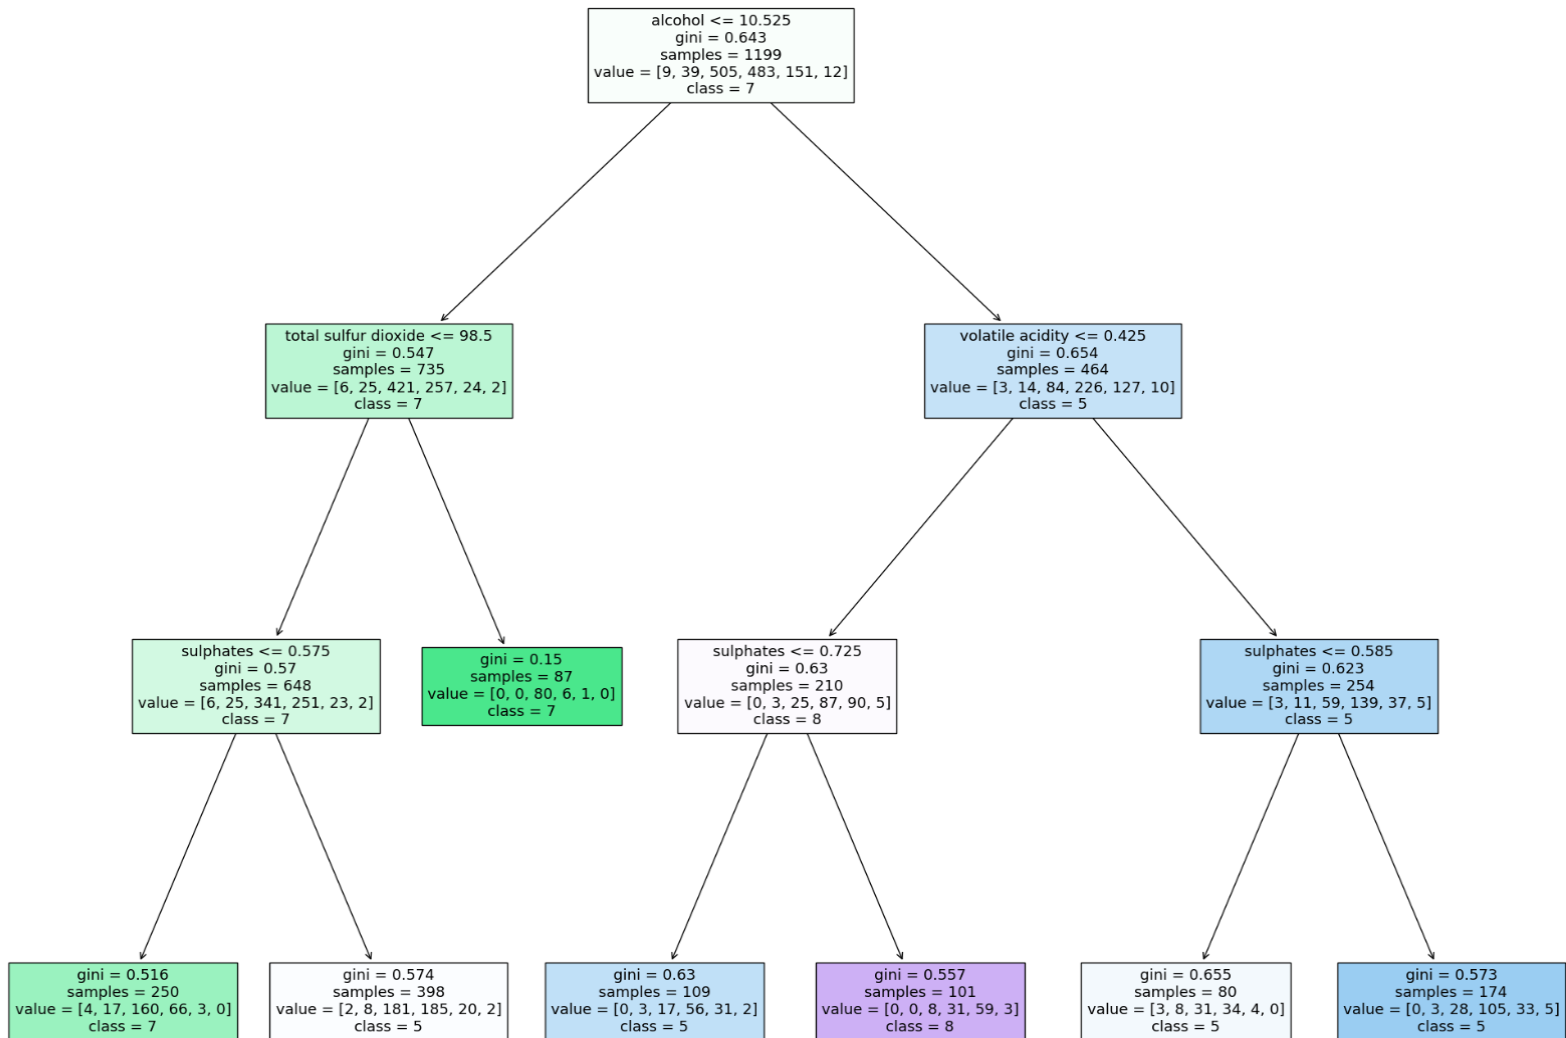 alcohol <= 10.525
gini = 0.643
samples = 1199
value = [9, 39, 505, 483, 151, 12]
class = 7
total sulfur dioxide <= 98.5
gini = 0.547
samples = 735
value = [6, 25, 421, 257, 24, 2]
class = 7
volatile acidity <= 0.425
gini = 0.654
samples = 464
value = [3, 14, 84, 226, 127, 10]
class = 5
sulphates <= 0.575
gini = 0.57
samples = 648
value = [6, 25, 341, 251, 23, 2]
class = 7
gini = 0.15
samples = 87
value = [0, 0, 80, 6, 1, 0]
class = 7
sulphates <= 0.725
gini = 0.63
samples = 210
value = [0, 3, 25, 87, 90, 5]
class = 8
sulphates <= 0.585
gini = 0.623
samples = 254
value = [3, 11, 59, 139, 37, 5]
class = 5
gini = 0.516
samples = 250
value = [4, 17, 160, 66, 3, 0]
class = 7
gini = 0.574
samples = 398
value = [2, 8, 181, 185, 20, 2]
class = 5
gini = 0.63
samples = 109
value = [0, 3, 17, 56, 31, 2]
class = 5
gini = 0.557
samples = 101
value = [0, 0, 8, 31, 59, 3]
class = 8
gini = 0.655
samples = 80
value = [3, 8, 31, 34, 4, 0]
class = 5
gini = 0.573
samples = 174
value = [0, 3, 28, 105, 33, 5]
class = 5